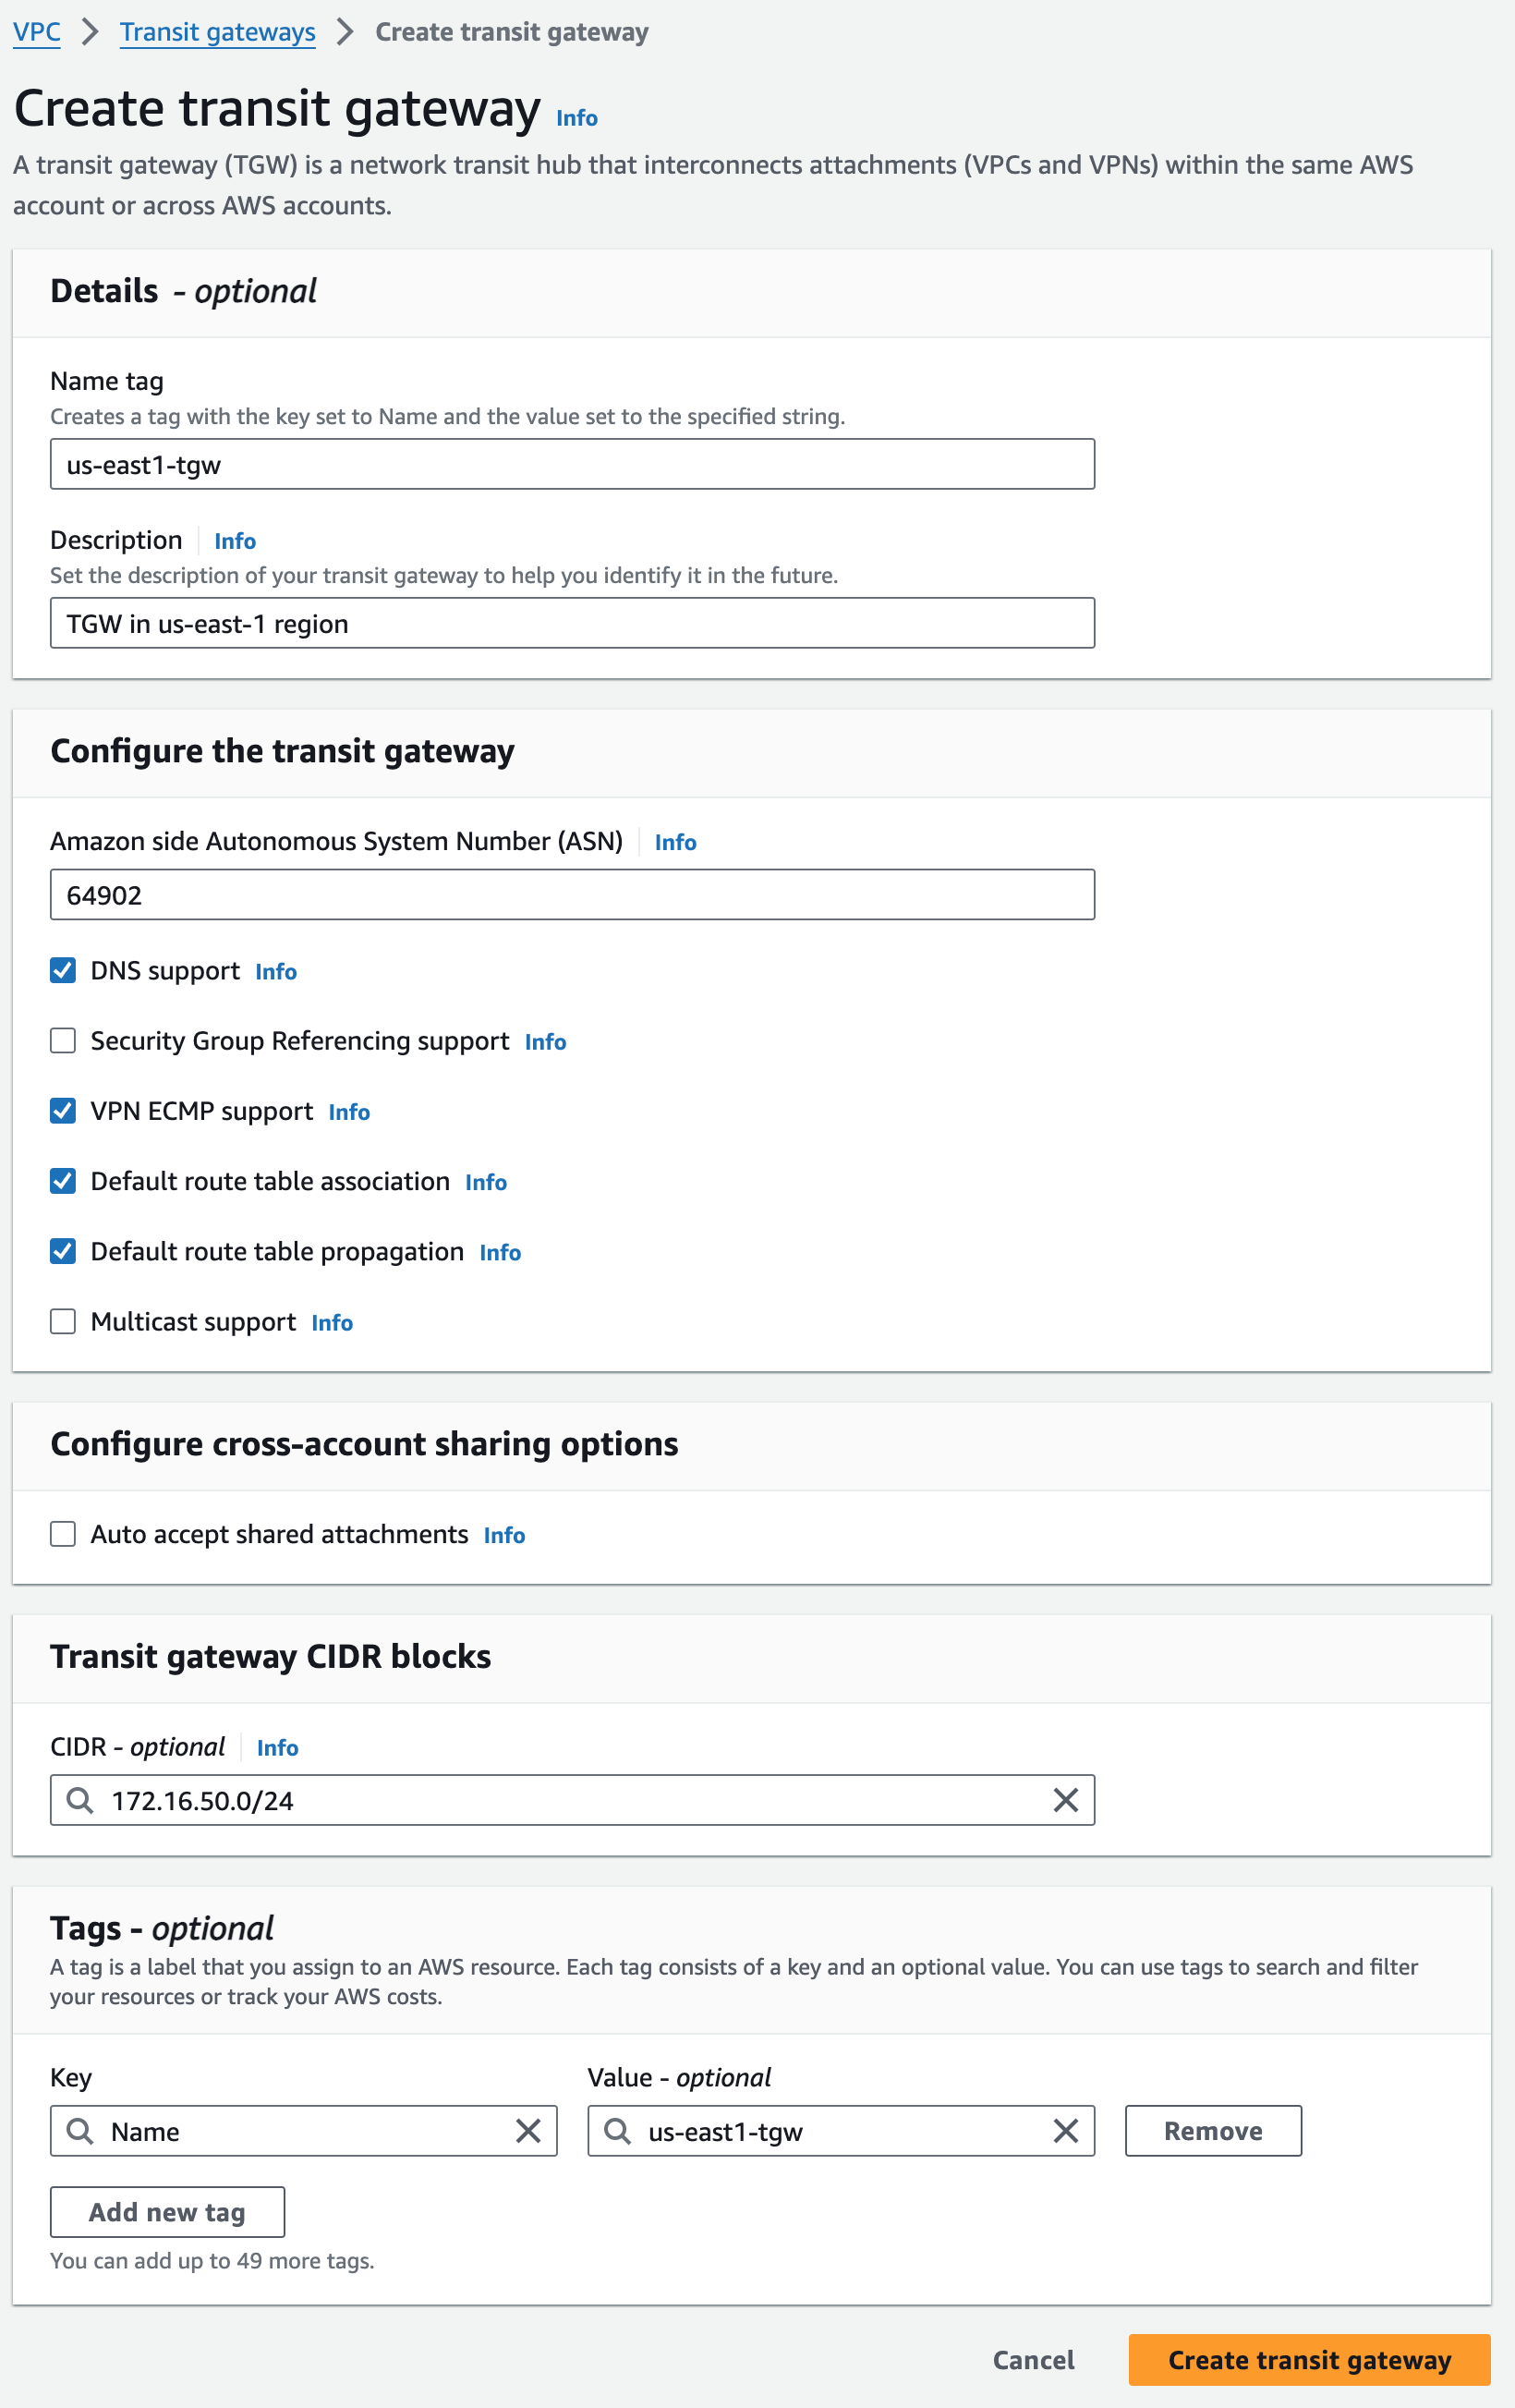 VPC > Transit gateways > Create transit gateway
Create transit gateway Info
A transit gateway (TGW) is a network transit hub that interconnects attachments (VPCs and VPNs) within the same AWS
account or across AWS accounts.
Details - optional
Name tag
Creates a tag with the key set to Name and the value set to the specified string.
us-east1-tgw
Description Info
Set the description of your transit gateway to help you identify it in the future.
TGW in us-east-1 region
Configure the transit gateway
Amazon side Autonomous System Number (ASN) Info
64902
DNS support Info
Security Group Referencing support Info
VPN ECMP support Info
Default route table association Info
Default route table propagation Info
Multicast support Info
Configure cross-account sharing options
Auto accept shared attachments Info
Transit gateway CIDR blocks
CIDR - optional Info
172.16.50.0/24
Tags - optional
A tag is a label that you assign to an AWS resource. Each tag consists of a key and an optional value. You can use tags to search and filter
your resources or track your AWS costs.
Key Value - optional
Name us-east1-tgw Remove
Add new tag
You can add up to 49 more tags.
Cancel Create transit gateway